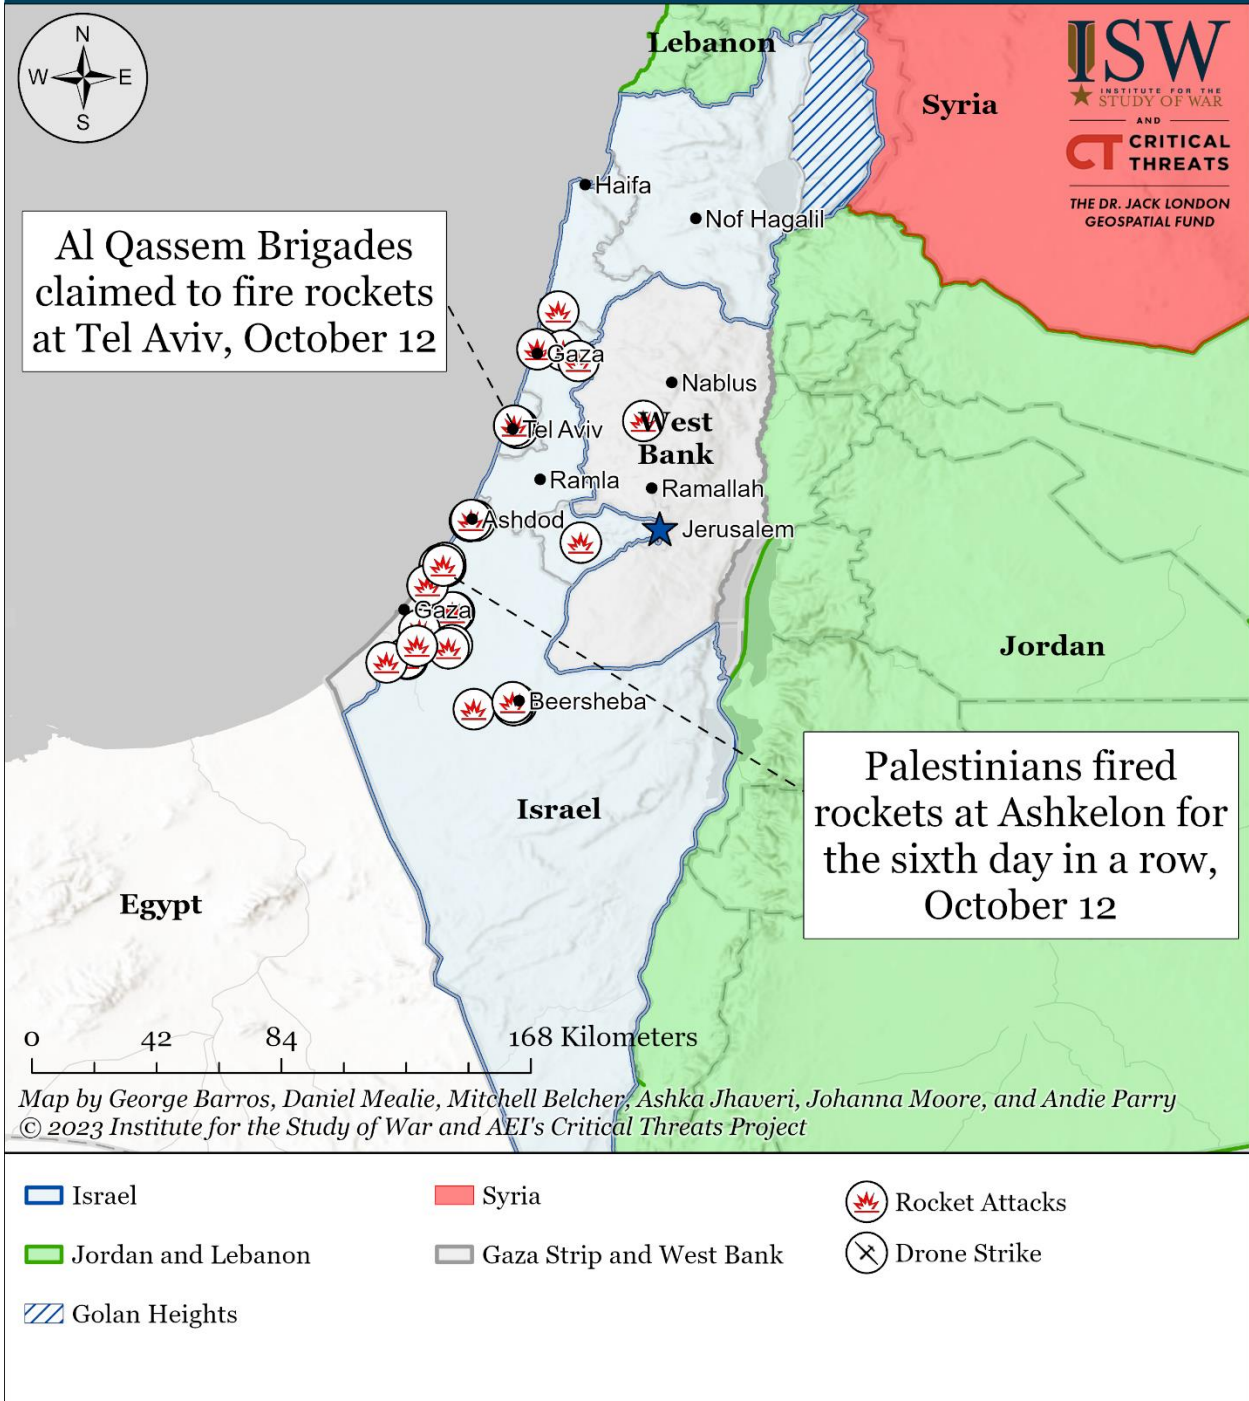 N
W E
S
Lebanon
Syria
ISW
INSTITUTE FOR THE
STUDY OF WAR
AND
CT CRITICAL
THREATS
THE DR. JACK LONDON
GEOSPATIAL FUND
Haifa
Nof Hagalil
Al Qassem Brigades
claimed to fire rockets
at Tel Aviv, October 12
Gaza
Nablus
West
Bank
Tel Aviv
Ramla
Ramallah
Ashdod
Jerusalem
Gaza
Jordan
Beersheba
Israel
Palestinians fired
rockets at Ashkelon for
the sixth day in a row,
October 12
Egypt
0 42 84 168 Kilometers
Map by George Barros, Daniel Mealie, Mitchell Belcher, Ashka Jhaveri, Johanna Moore, and Andie Parry
© 2023 Institute for the Study of War and AEI's Critical Threats Project
Israel
Syria
Rocket Attacks
Jordan and Lebanon
Gaza Strip and West Bank
Drone Strike
Golan Heights